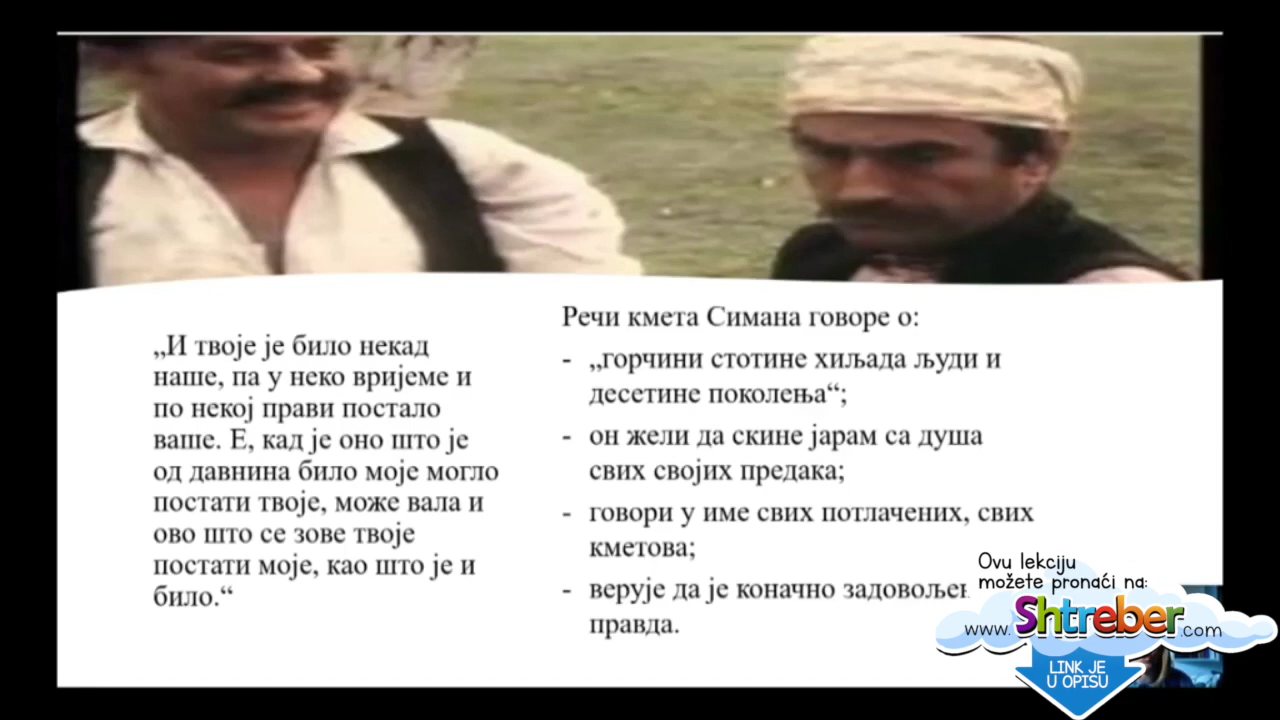 „И твоје је било некад
наше, па у неко вријеме и
по некој прави постало
ваше. Е, кад је оно што је
од давнина било моје могло
постати твоје, може вала и
ово што се зове твоје
постати моје, као што је и
било.“
Речи кмета Симана говоре о:
- „горчини стотине хиљада људи и
десетине поколења“;
- он жели да скине јарам са душа
свих својих предака;
- говори у име свих потлачених, свих
кметова;
- верује да је коначно
правда.
Ovu lekciju
možete pronaći na:
www.Shtreber.com
LINK JE
U OPISU